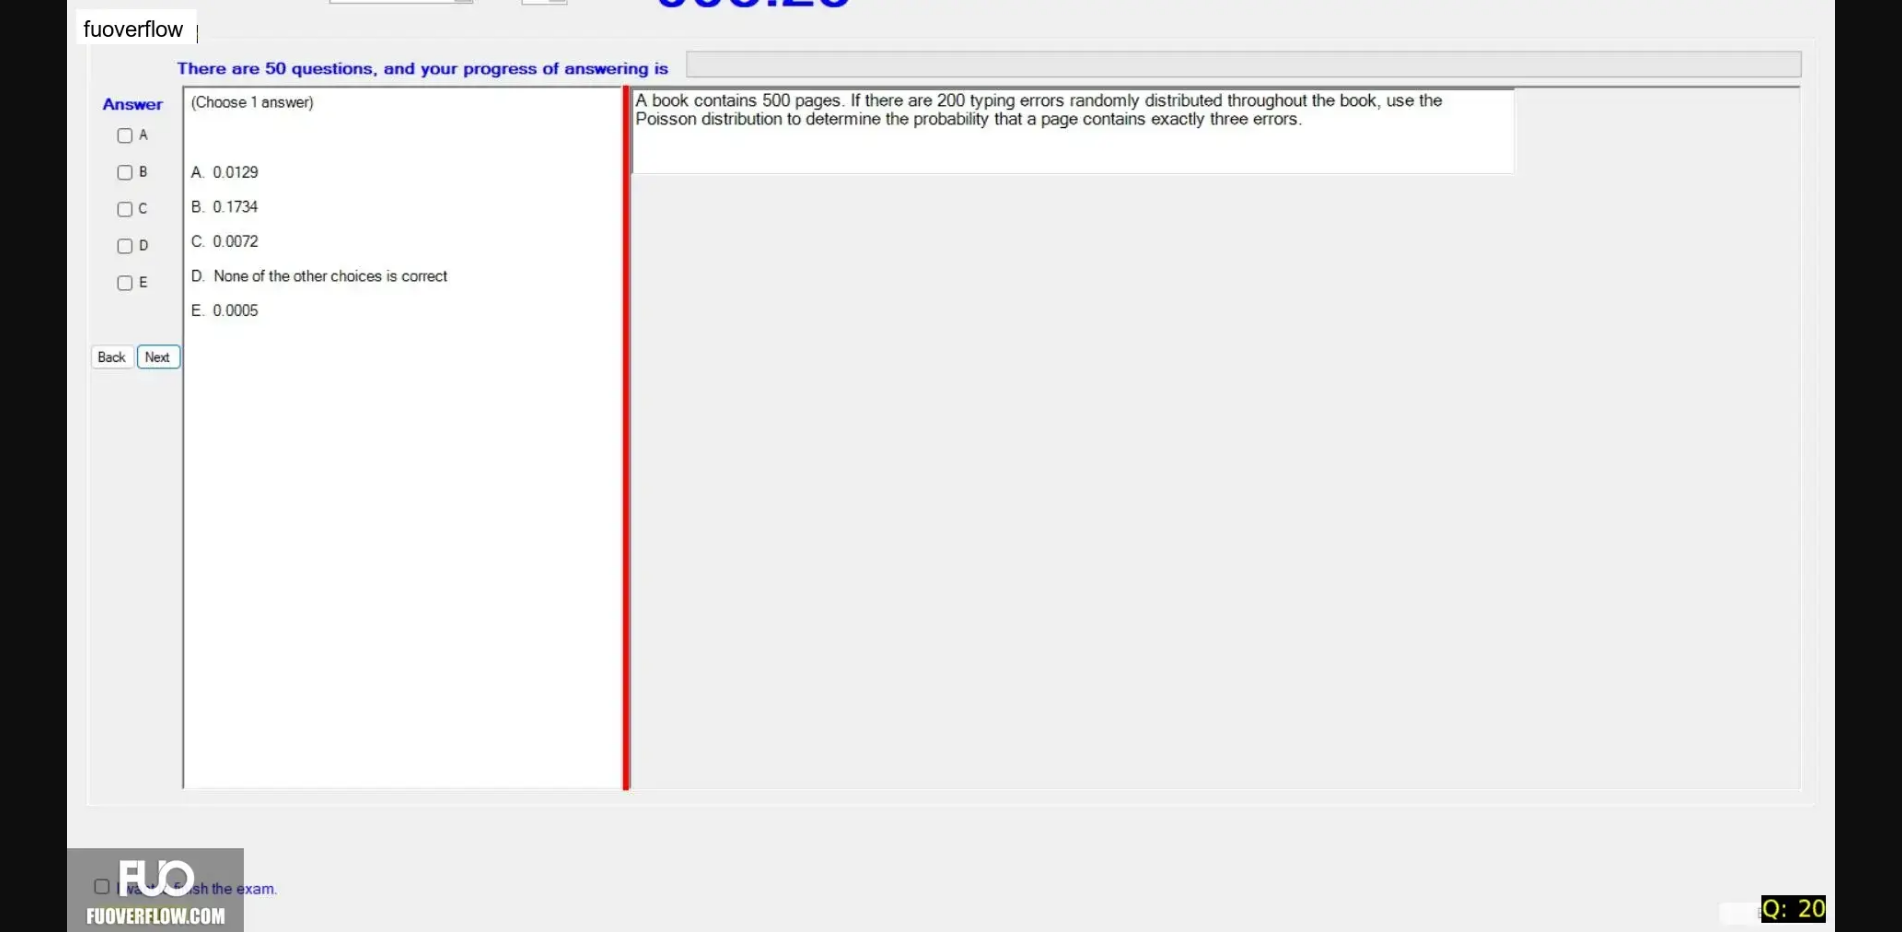 fuoverflow
There are 50 questions, and your progress of answering is
Answer
(Choose 1 answer)
A book contains 500 pages. If there are 200 typing errors randomly distributed throughout the book, use the
Poisson distribution to determine the probability that a page contains exactly three errors.
A
B
C
D
E
A. 0.0129
B. 0.1734
C. 0.0072
D. None of the other choices is correct
E. 0.0005
Back Next
FUO
finish the exam.
FUOVERFLOW.COM
Q: 20